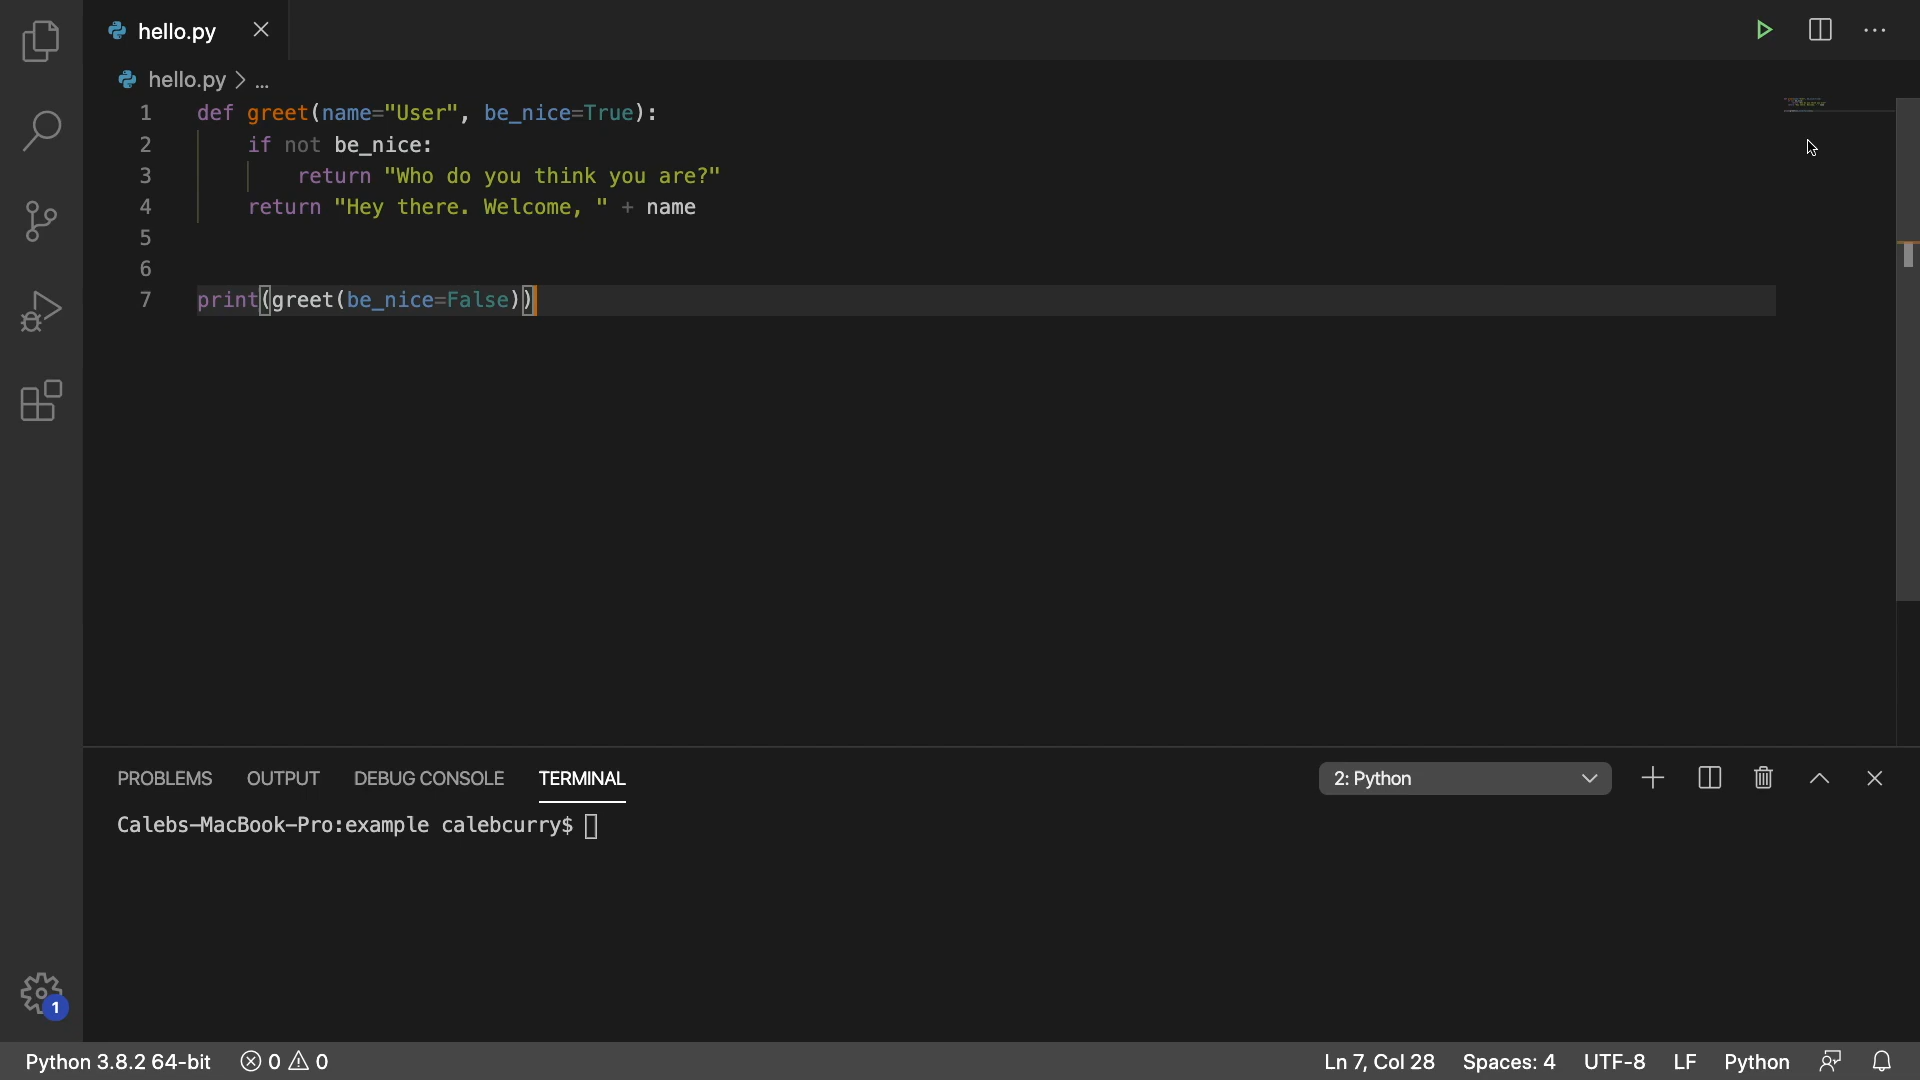 hello.py
hello.py > ...
1 def greet(name="User", be_nice=True):
2 if not be_nice:
3 return "Who do you think you are?"
4 return "Hey there. Welcome, " + name
5
6
7 print(greet(be_nice=False))
PROBLEMS OUTPUT DEBUG CONSOLE TERMINAL 2: Python
Calebs-MacBook-Pro:example calebcurry$
1
Python 3.8.2 64-bit 0 0 Ln 7, Col 28 Spaces: 4 UTF-8 LF Python